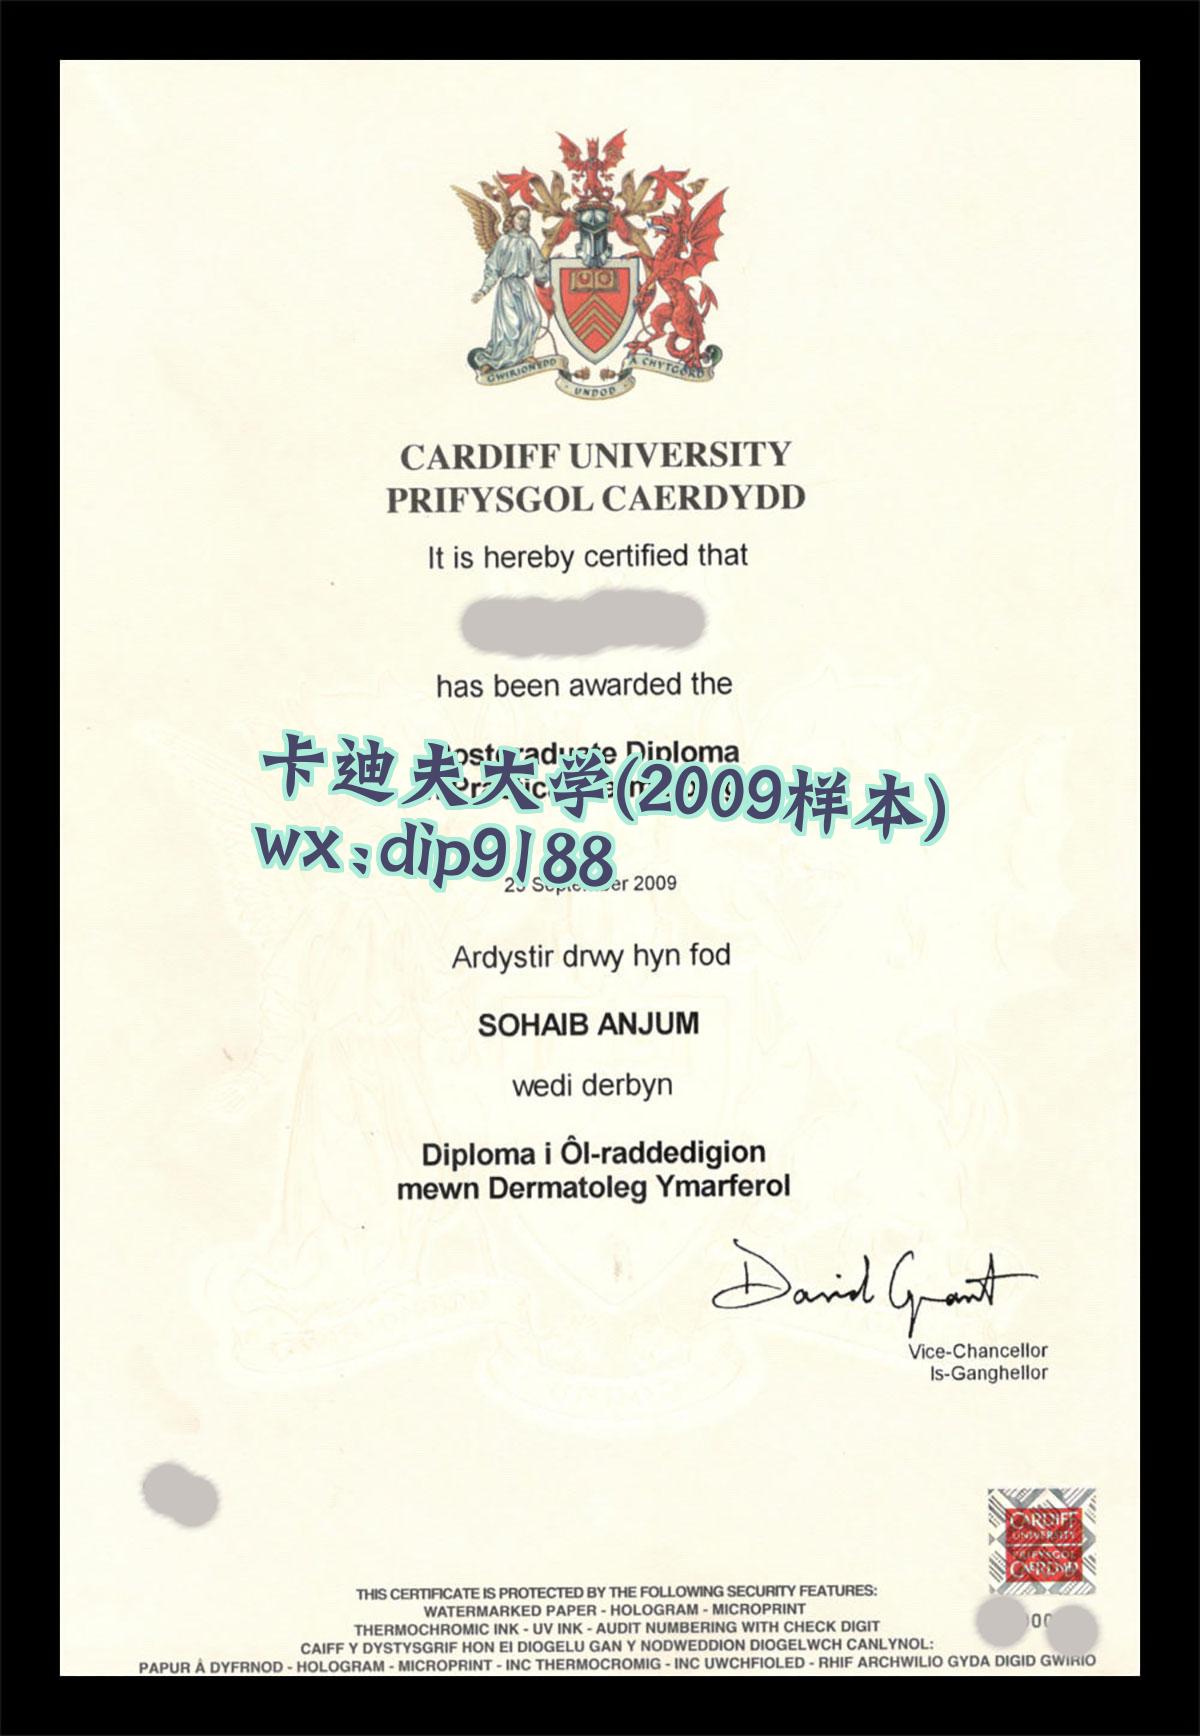 GWIRIONEDD
UNDOD
A CHYTGORD
CARDIFF UNIVERSITY
PRIFYSGOL CAERDYDD
It is hereby certified that
has been awarded the
Postgraduate Diploma
卡迪夫大学(2009样本)
wx:dip9188
September 2009
Ardystir drwy hyn fod
SOHAIB ANJUM
wedi derbyn
Diploma i Ôl-raddedigion
mewn Dermatoleg Ymarferol
David Grant
Vice-Chancellor
Is-Ganghellor
CARDIFF
UNIVERSITY
PRIFYSGOL
CAERDYDD
THIS CERTIFICATE IS PROTECTED BY THE FOLLOWING SECURITY FEATURES:
WATERMARKED PAPER - HOLOGRAM - MICROPRINT
THERMOCHROMIC INK - UV INK - AUDIT NUMBERING WITH CHECK DIGIT
CAIFF Y DYSTYSGRIF HON EI DIOGELU GAN Y NODWEDDION DIOGELWCH CANLYNOL:
PAPUR Â DYFRNOD - HOLOGRAM - MICROPRINT - INC THERMOCROMIG - INC UWCHFIOLED - RHIF ARCHWILIO GYDA DIGID GWIRIO